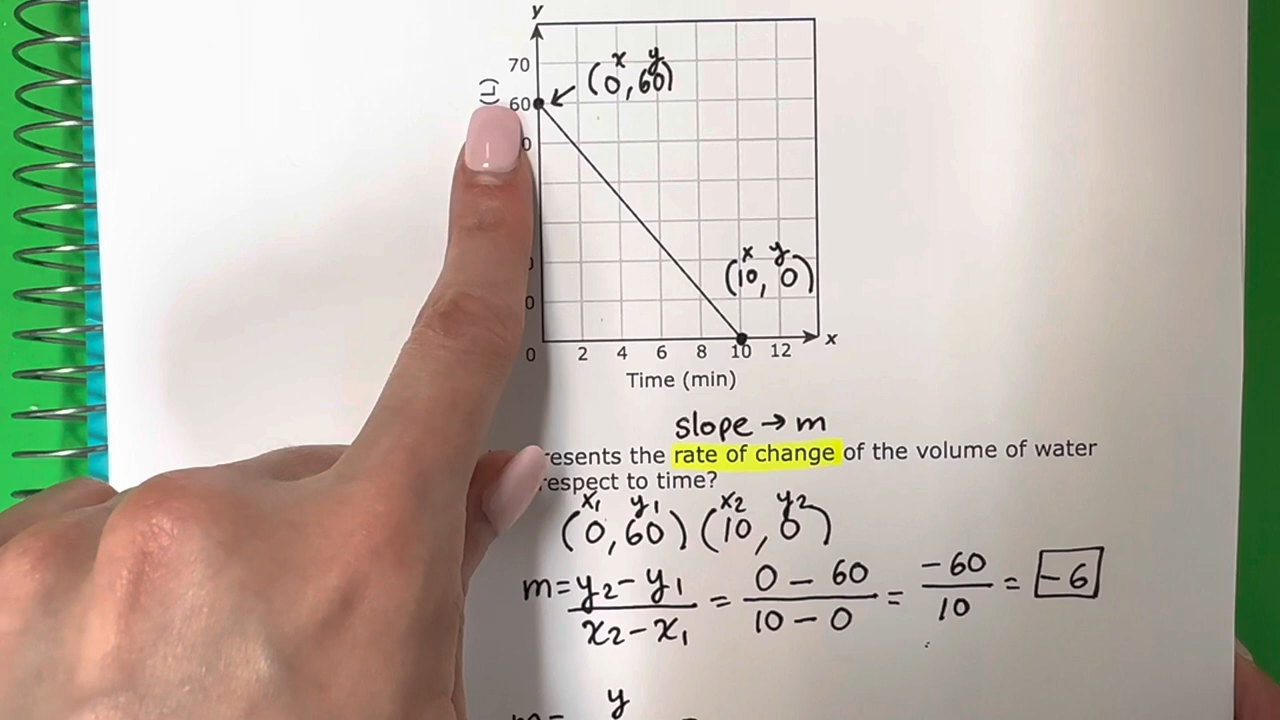 y
70
x y
(0, 60)
(L)
60
0
x y
(10, 0)
0
0
x
0 2 4 6 8 10 12
Time (min)
slope → m
resents the rate of change of the volume of water
respect to time?
x₁ y₁ x₂ y₂
(0, 60) (10, 0)
m = y₂ − y₁ / x₂ − x₁ = 0 − 60 / 10 − 0 = −60 / 10 = −6
y